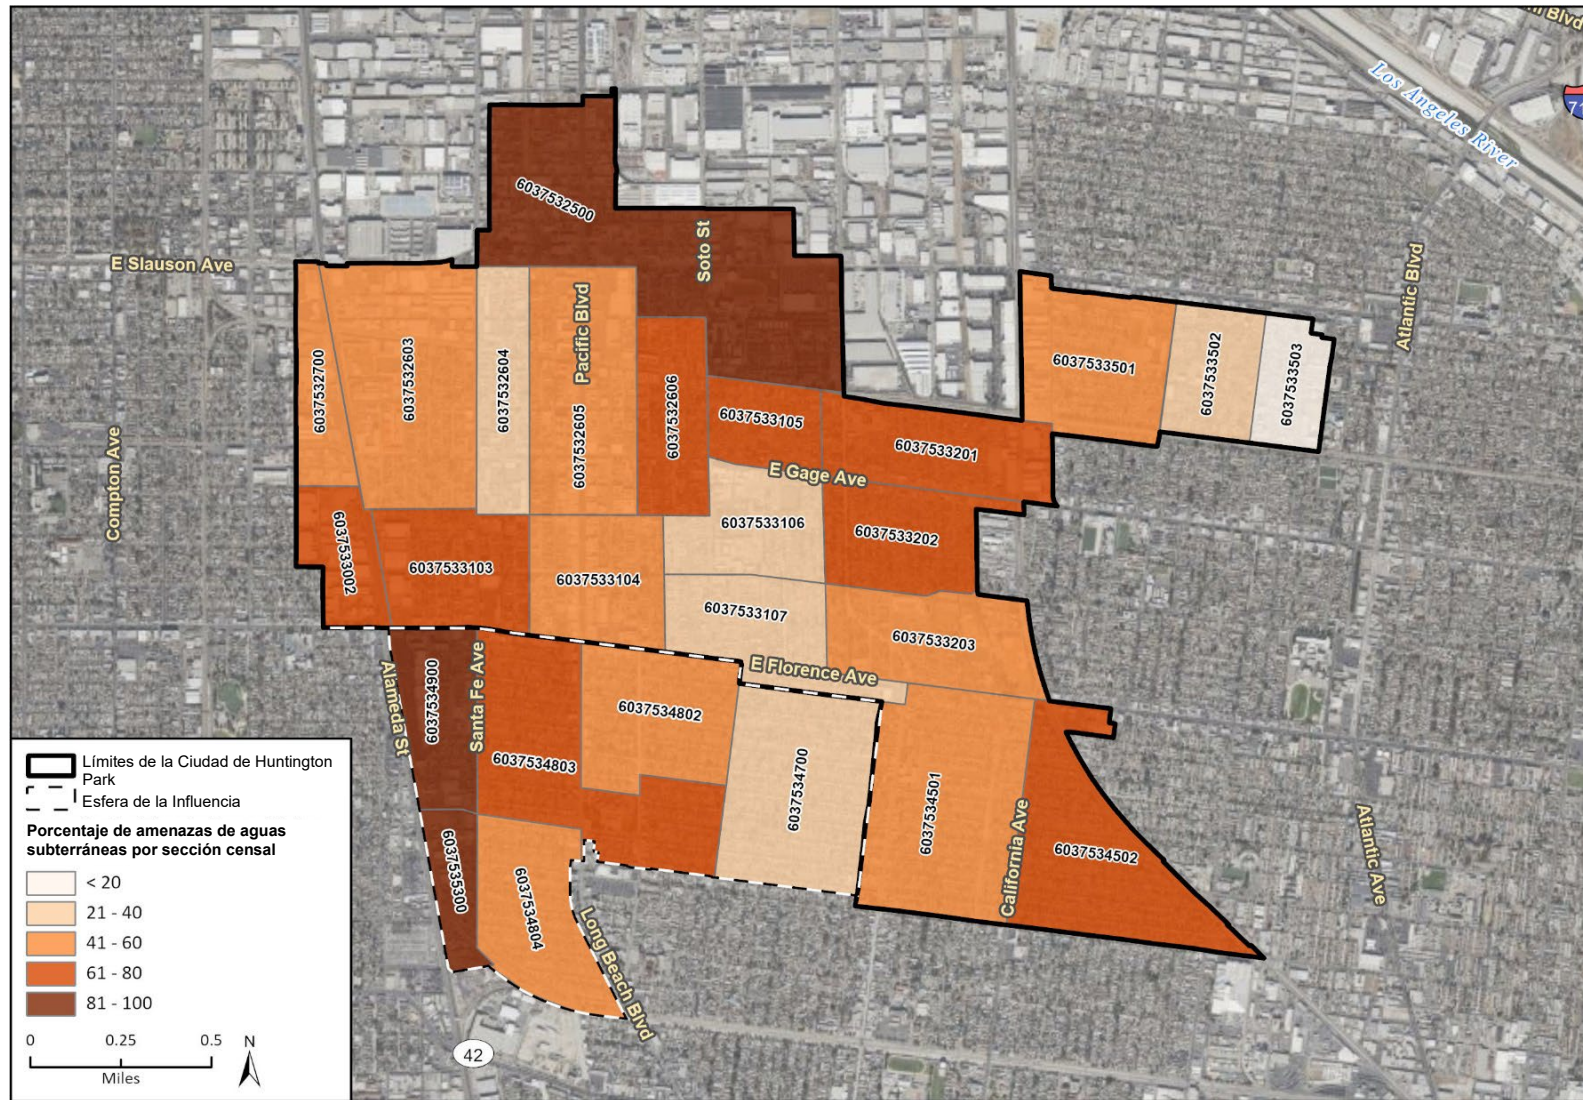 Blvd
Los Angeles River
71
E Slauson Ave
Soto St
Pacific Blvd
Atlantic Blvd
Compton Ave
6037532500
6037532700
6037532603
6037532604
6037532605
6037532606
6037533105
6037533201
6037533501
6037533502
6037533503
E Gage Ave
6037533002
6037533103
6037533104
6037533106
6037533202
6037533107
6037533203
E Florence Ave
Alameda St
6037534900
Santa Fe Ave
6037534803
6037534802
6037534700
6037534501
California Ave
6037534502
Atlantic Ave
6037535300
6037534804
Long Beach Blvd
42
Límites de la Ciudad de Huntington
Park
Esfera de la Influencia
Porcentaje de amenazas de aguas
subterráneas por sección censal
< 20
21 - 40
41 - 60
61 - 80
81 - 100
0 0.25 0.5
Miles
N